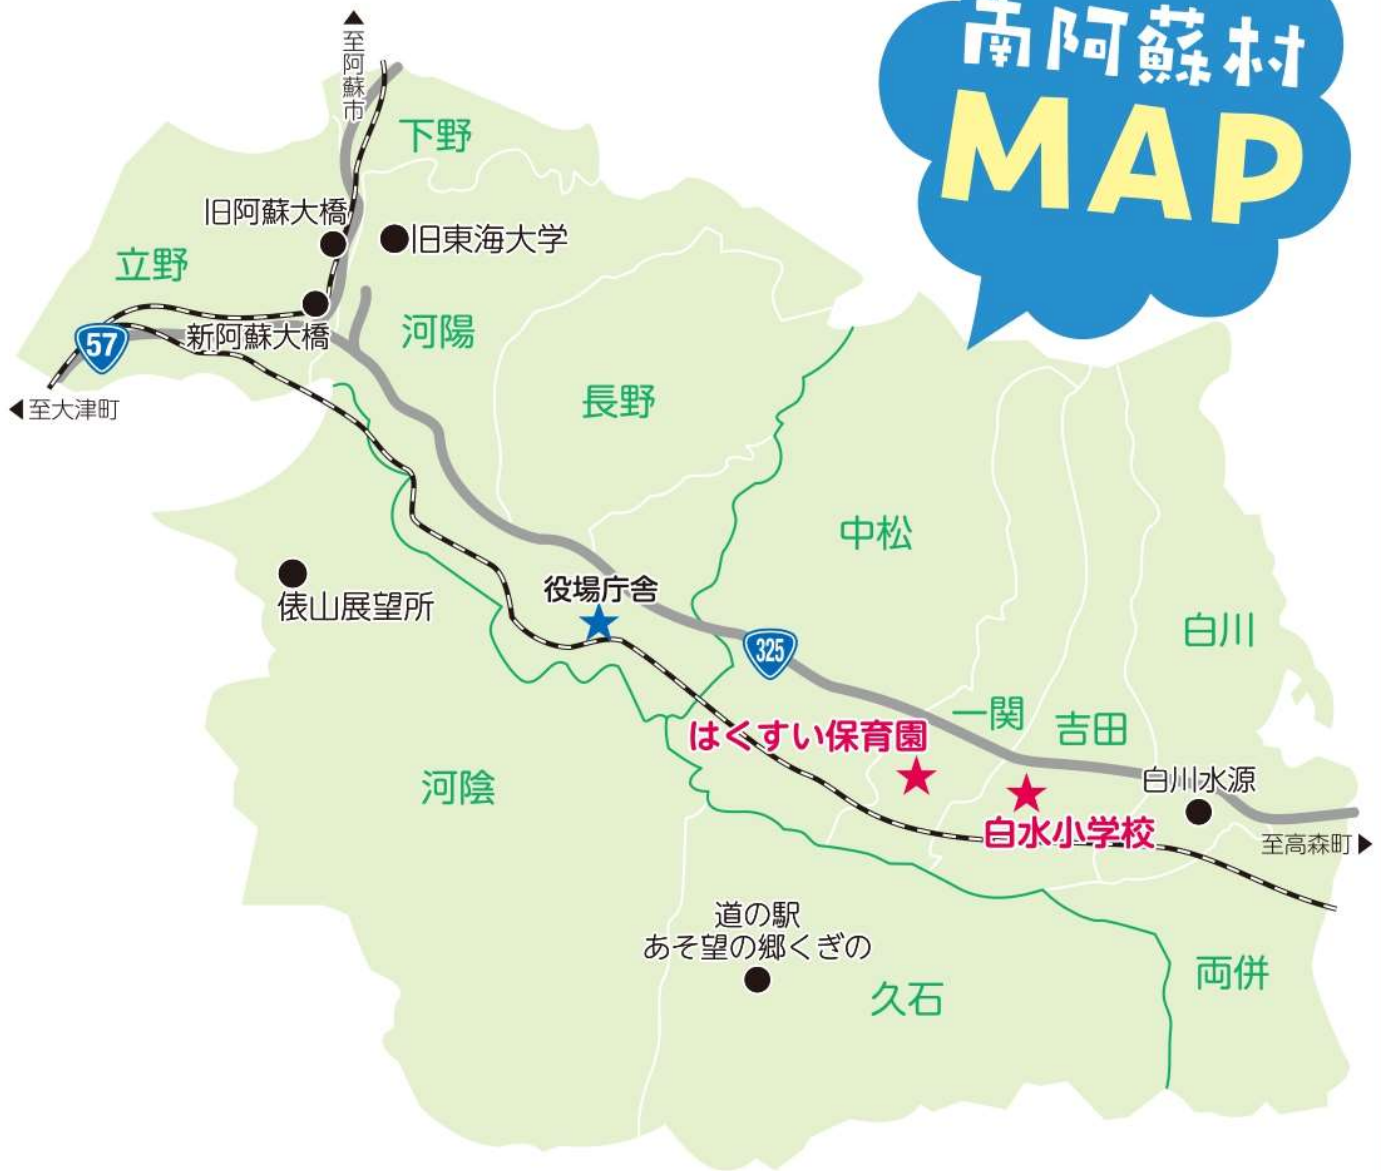 南阿蘇村
MAP
▲至阿蘇市
下野
旧阿蘇大橋
旧東海大学
立野
57
新阿蘇大橋
河陽
◀至大津町
長野
中松
俵山展望所
役場庁舎
325
白川
はくすい保育園
一関
吉田
河陰
白川水源
白水小学校
至高森町▶
道の駅
あそ望の郷くぎの
久石
両併